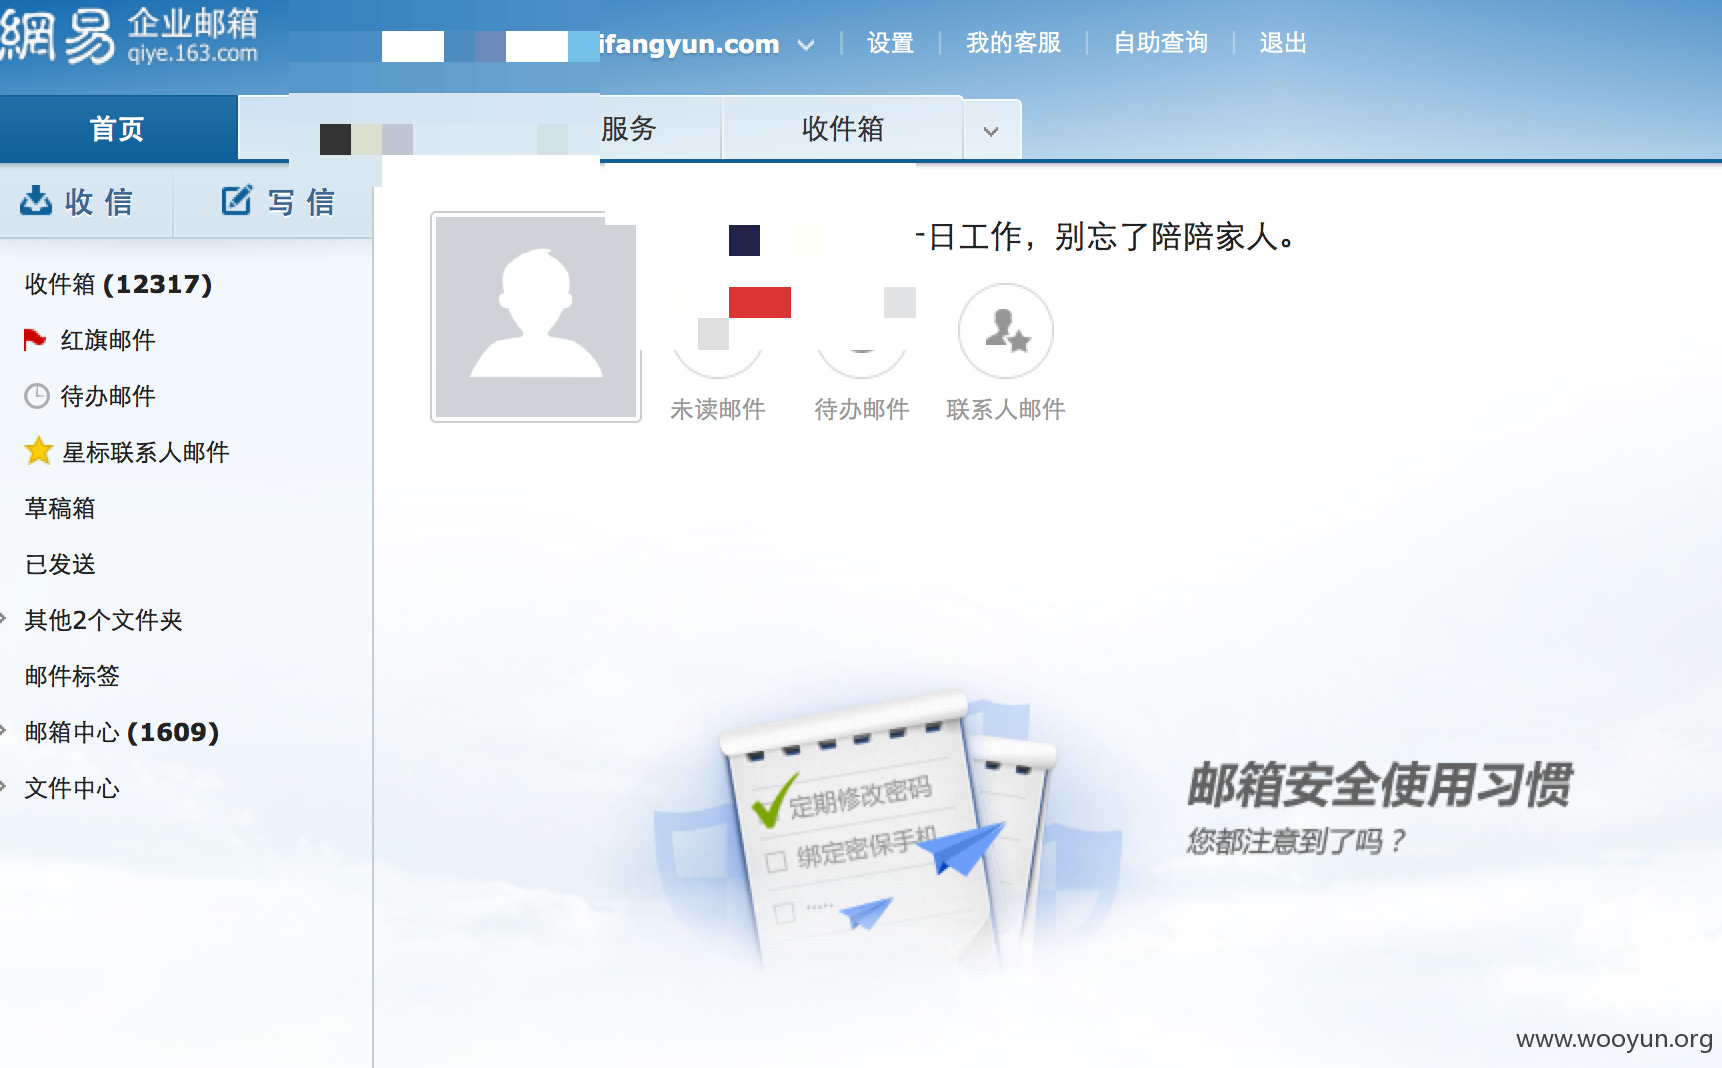 網易 企业邮箱
qiye.163.com
ifangyun.com
设置
我的客服
自助查询
退出
首页
服务
收件箱
收信
写信
日工作，别忘了陪陪家人。
未读邮件
待办邮件
联系人邮件
收件箱 (12317)
红旗邮件
待办邮件
星标联系人邮件
草稿箱
已发送
其他2个文件夹
邮件标签
邮箱中心 (1609)
文件中心
定期修改密码
绑定密保手机
邮箱安全使用习惯
您都注意到了吗？
www.wooyun.org